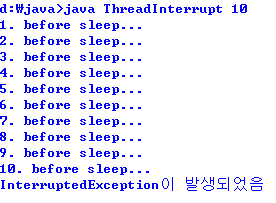 d:₩java>java ThreadInterrupt 10
1. before sleep...
2. before sleep...
3. before sleep...
4. before sleep...
5. before sleep...
6. before sleep...
7. before sleep...
8. before sleep...
9. before sleep...
10. before sleep...
InterruptedException이 발생되었음